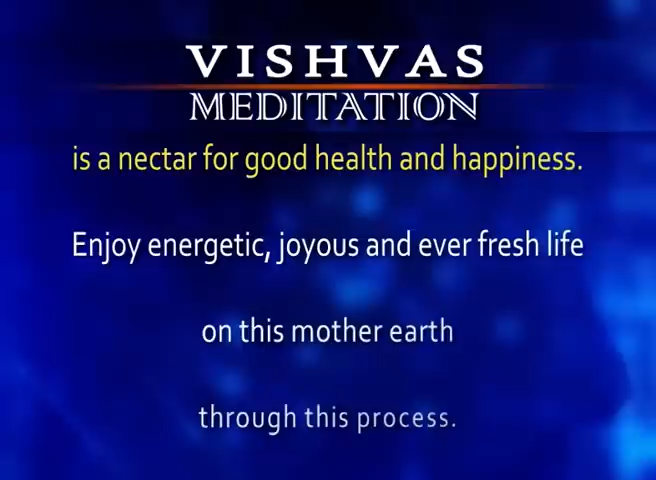 VISHVAS
MEDITATION
is a nectar for good health and happiness.
Enjoy energetic, joyous and ever fresh life
on this mother earth
through this process.